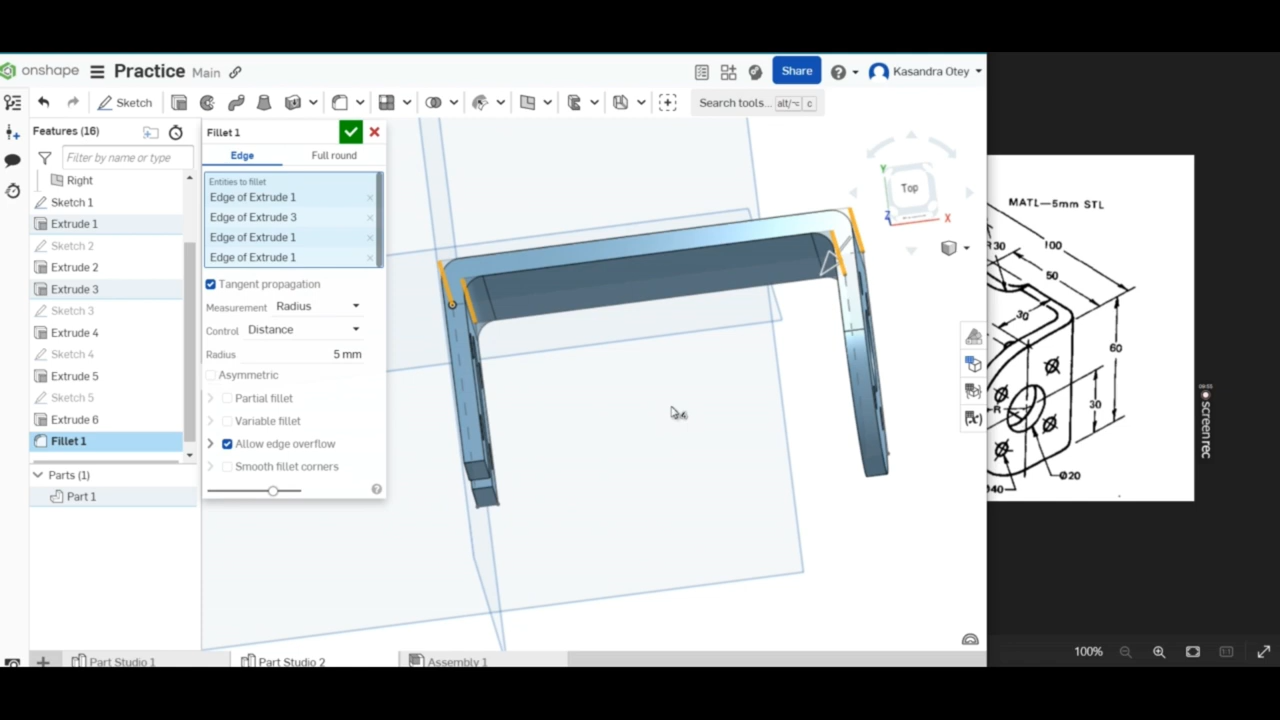 onshape Practice Main Share Kasandra Otey
Sketch Search tools... alt/⌥ c
Features (16)
Filter by name or type
Right
Sketch 1
Extrude 1
Sketch 2
Extrude 2
Extrude 3
Sketch 3
Extrude 4
Sketch 4
Extrude 5
Sketch 5
Extrude 6
Fillet 1
Parts (1)
Part 1
Fillet 1
Edge Full round
Entities to fillet
Edge of Extrude 1
Edge of Extrude 3
Edge of Extrude 1
Edge of Extrude 1
Tangent propagation
Measurement Radius
Control Distance
Radius 5 mm
Asymmetric
Partial fillet
Variable fillet
Allow edge overflow
Smooth fillet corners
Y
Top
Z X
MATL—5mm STL
R30 100
50
30
60
30
R
Ø20
screenrec
100%
Part Studio 1 Part Studio 2 Assembly 1